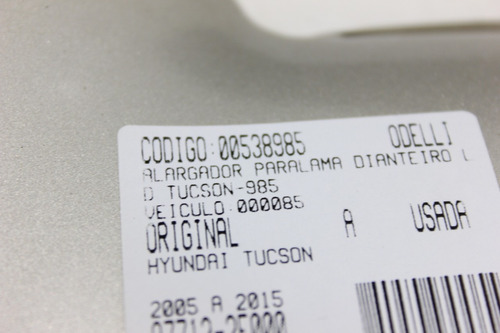 CODIGO:00538985 ODELLI
ALARGADOR PARALAMA DIANTEIRO L
D TUCSON-985
VEICULO:000085
ORIGINAL A USADA
HYUNDAI TUCSON
2005 A 2015